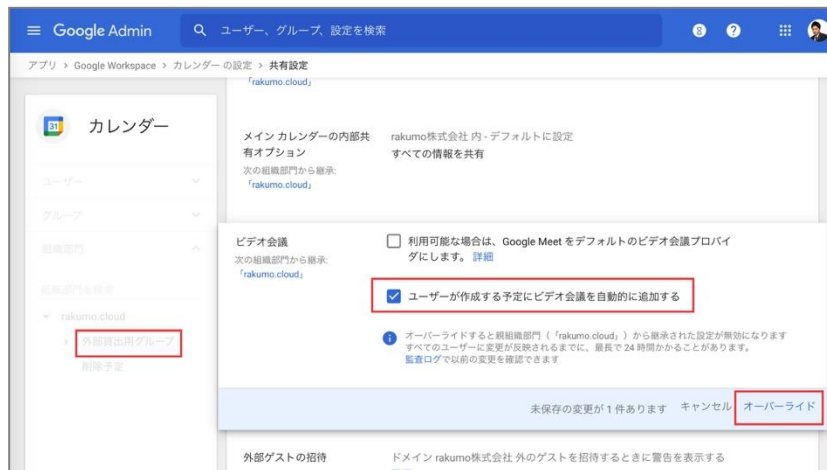 Google Admin
ユーザー、グループ、設定を検索
アプリ > Google Workspace > カレンダー の設定 > 共有設定
「rakumo.cloud」
31
カレンダー
ユーザー
グループ
組織部門
組織部門を検索
rakumo.cloud
外部貸出用グループ
削除予定
メイン カレンダーの内部共
有オプション
次の組織部門から継承:
「rakumo.cloud」
rakumo株式会社 内 - デフォルトに設定
すべての情報を共有
ビデオ会議
次の組織部門から継承:
「rakumo.cloud」
利用可能な場合は、Google Meet をデフォルトのビデオ会議プロバイ
ダにします。 詳細
ユーザーが作成する予定にビデオ会議を自動的に追加する
オーバーライドすると親組織部門（「rakumo.cloud」）から継承された設定が無効になります
すべてのユーザーに変更が反映されるまでに、最長で 24 時間かかることがあります。
監査ログで以前の変更を確認できます
未保存の変更が 1 件あります キャンセル オーバーライド
外部ゲストの招待
ドメイン rakumo株式会社 外のゲストを招待するときに警告を表示する